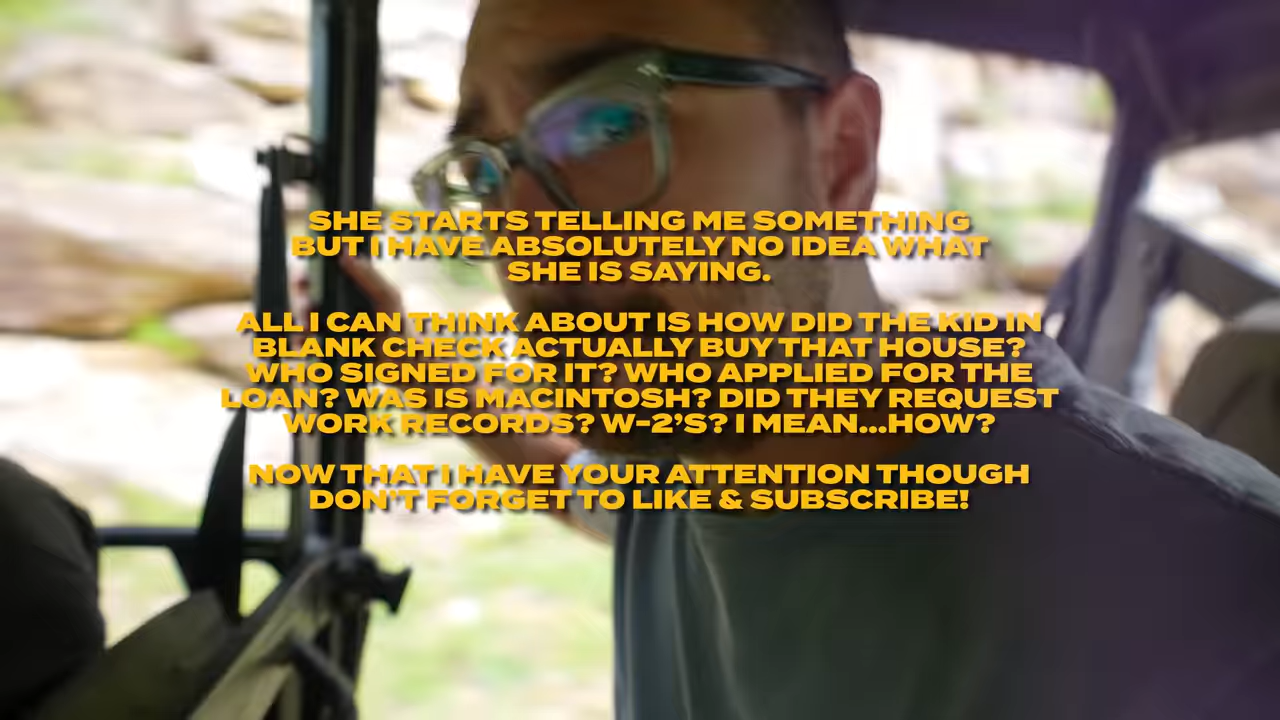 SHE STARTS TELLING ME SOMETHING
BUT I HAVE ABSOLUTELY NO IDEA WHAT
SHE IS SAYING.
ALL I CAN THINK ABOUT IS HOW DID THE KID IN
BLANK CHECK ACTUALLY BUY THAT HOUSE?
WHO SIGNED FOR IT? WHO APPLIED FOR THE
LOAN? WAS IS MACINTOSH? DID THEY REQUEST
WORK RECORDS? W-2'S? I MEAN...HOW?
NOW THAT I HAVE YOUR ATTENTION THOUGH
DON'T FORGET TO LIKE & SUBSCRIBE!